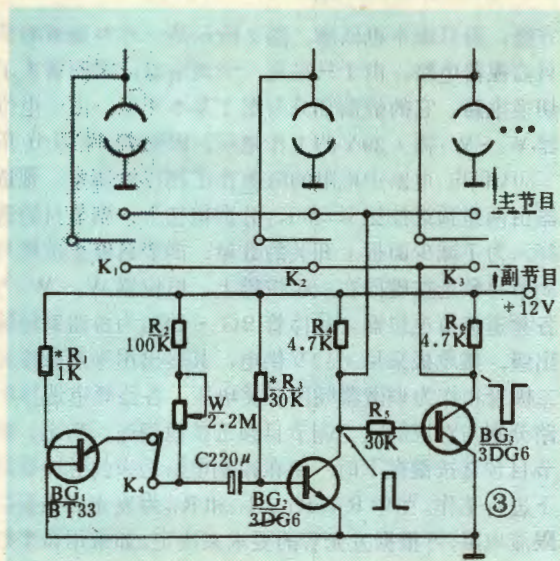 主节目
K₁
K₂
K₃
副节目
+12V
*R₁
1K
R₂
100K
W
2.2M
*R₃
30K
R₄
4.7K
R₅
30K
R₆
4.7K
K₄
C220μ
BG₁
BT33
BG₂
3DG6
BG₃
3DG6
③